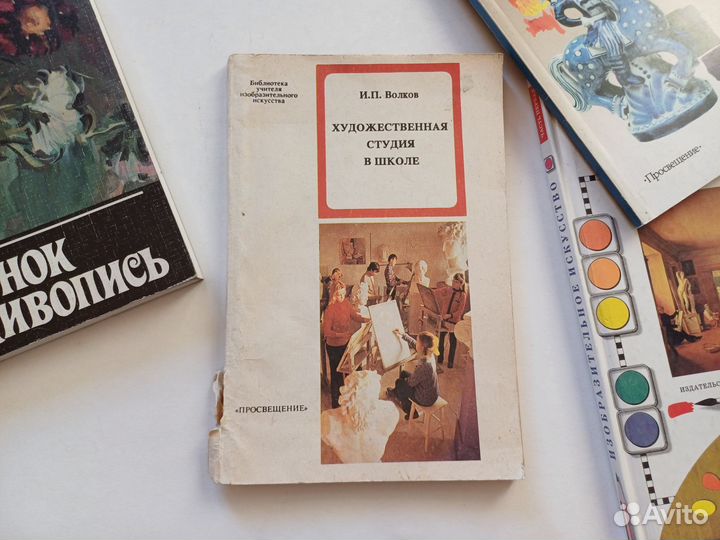 Библиотека
учителя
изобразительного
искусства
И.П. Волков
ХУДОЖЕСТВЕННАЯ
СТУДИЯ
В ШКОЛЕ
«ПРОСВЕЩЕНИЕ»
НОК
ИВОПИСЬ
•Просвещение•
ИЗОБРАЗИТЕЛЬНОЕ ИСКУССТВО
ИЗДАТЕЛЬС
Avito